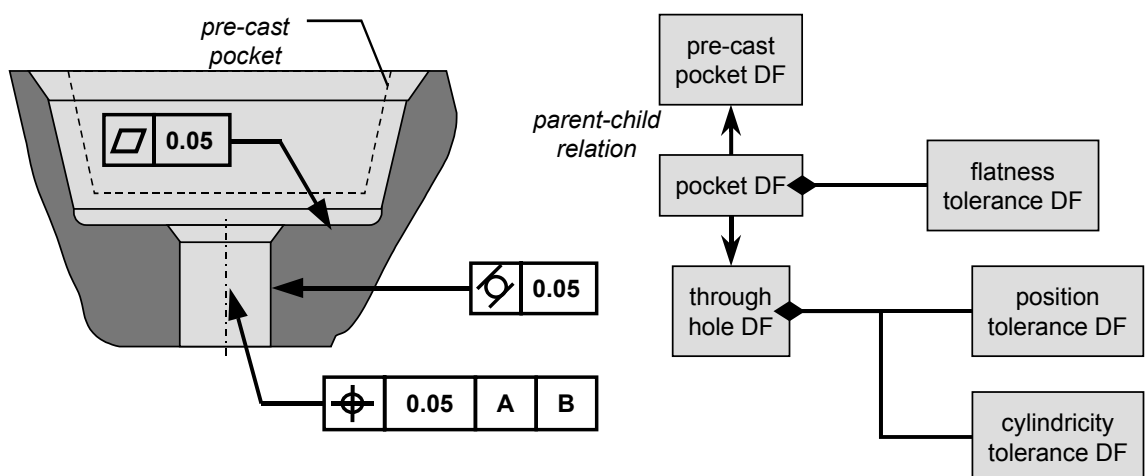 pre-cast
pocket
0.05
0.05
0.05 A B
pre-cast
pocket DF
parent-child
relation
pocket DF
flatness
tolerance DF
through
hole DF
position
tolerance DF
cylindricity
tolerance DF